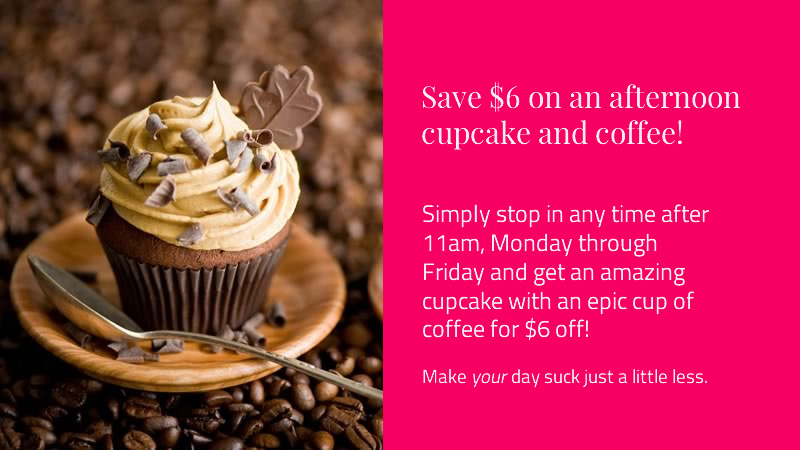 Save $6 on an afternoon
cupcake and coffee!
Simply stop in any time after
11am, Monday through
Friday and get an amazing
cupcake with an epic cup of
coffee for $6 off!
Make your day suck just a little less.